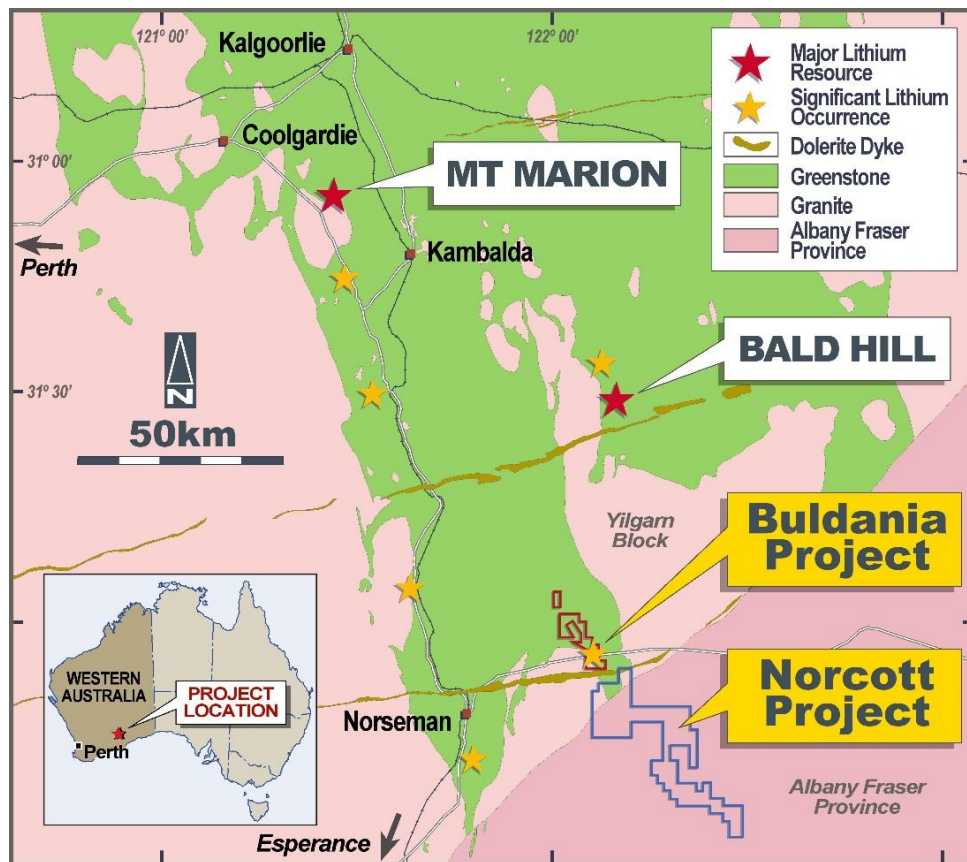 121° 00'
122° 00'
Kalgoorlie
Coolgardie
31° 00'
MT MARION
Perth
Kambalda
Major Lithium
Resource
Significant Lithium
Occurrence
Dolerite Dyke
Greenstone
Granite
Albany Fraser
Province
BALD HILL
31° 30'
N
50km
Yilgarn
Block
Buldania
Project
Norcott
Project
Norseman
Albany Fraser
Province
Esperance
WESTERN
AUSTRALIA
PROJECT
LOCATION
Perth